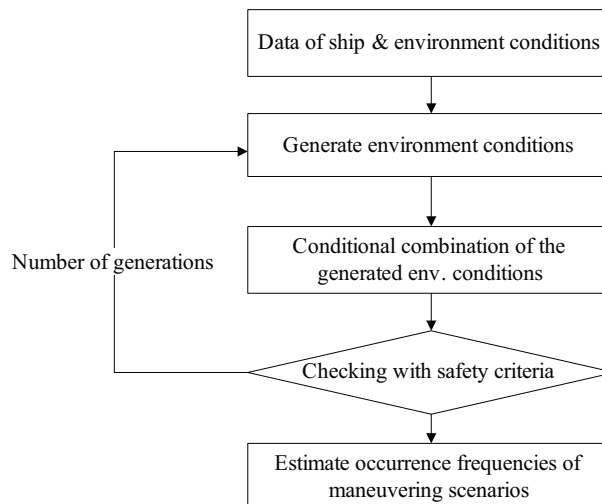 Data of ship & environment conditions
Generate environment conditions
Conditional combination of the
generated env. conditions
Number of generations
Checking with safety criteria
Estimate occurrence frequencies of
maneuvering scenarios